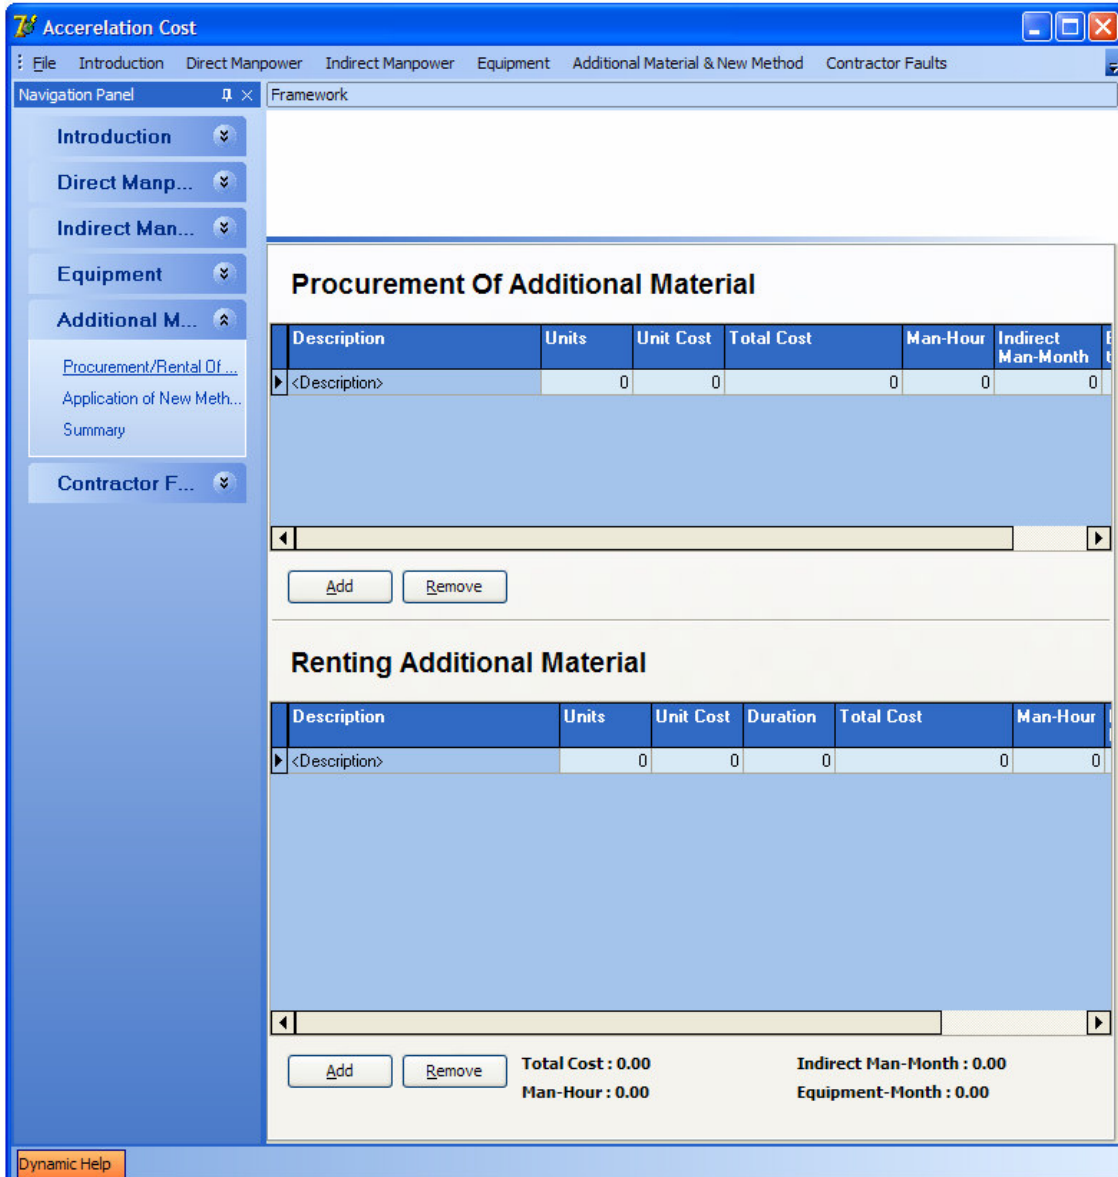 Accerelation Cost
File Introduction Direct Manpower Indirect Manpower Equipment Additional Material & New Method Contractor Faults
Navigation Panel
Framework
Introduction
Direct Manp...
Indirect Man...
Equipment
Additional M...
Procurement/Rental Of ...
Application of New Meth...
Summary
Contractor F...
Procurement Of Additional Material
Description Units Unit Cost Total Cost Man-Hour Indirect
Man-Month
<Description> 0 0 0 0 0
Add Remove
Renting Additional Material
Description Units Unit Cost Duration Total Cost Man-Hour
<Description> 0 0 0 0 0
Add Remove
Total Cost : 0.00 Indirect Man-Month : 0.00
Man-Hour : 0.00 Equipment-Month : 0.00
Dynamic Help